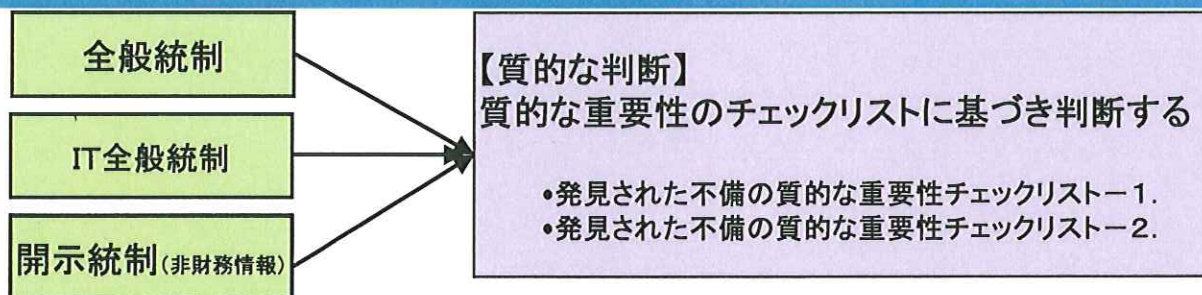 全般統制
IT全般統制
開示統制(非財務情報)
【質的な判断】
質的な重要性のチェックリストに基づき判断する
•発見された不備の質的な重要性チェックリストー1.
•発見された不備の質的な重要性チェックリストー2.